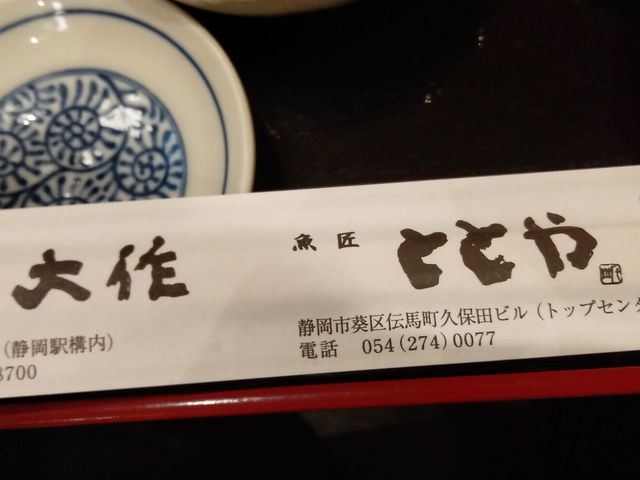 大作
(静岡駅構内)
8700
魚匠 ととや
静岡市葵区伝馬町久保田ビル(トップセンタ
電話 054(274)0077